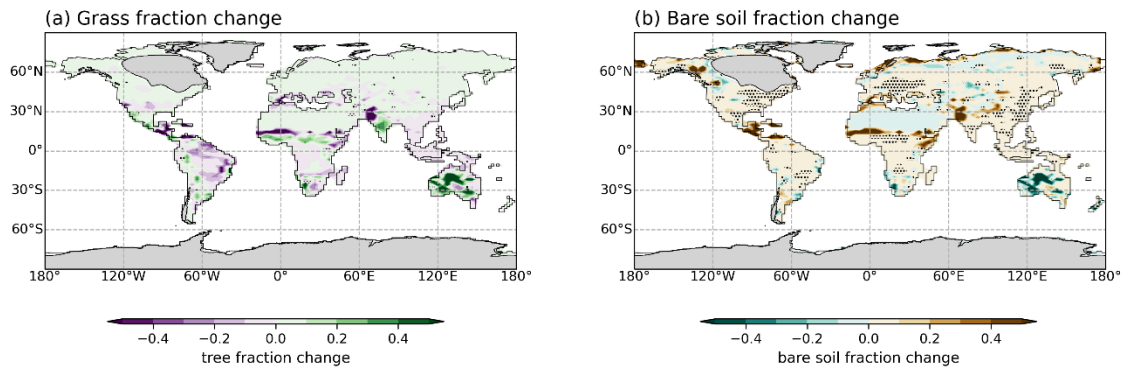 (a) Grass fraction change
(b) Bare soil fraction change
60°N
30°N
0°
30°S
60°S
180° 120°W 60°W 0° 60°E 120°E 180°
60°N
30°N
0°
30°S
60°S
180° 120°W 60°W 0° 60°E 120°E 180°
−0.4 −0.2 0.0 0.2 0.4
tree fraction change
−0.4 −0.2 0.0 0.2 0.4
bare soil fraction change